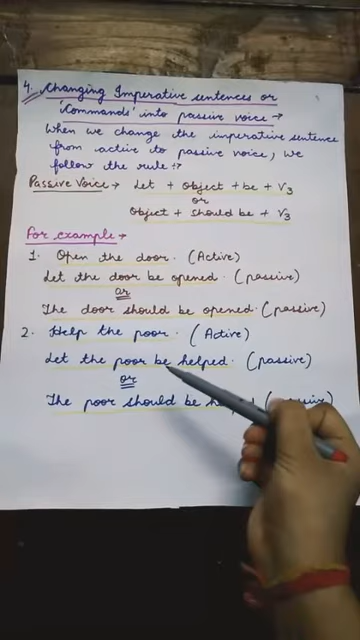 4. Changing Imperative sentences or
'Commands' into passive voice →
When we change the imperative sentence
from active to passive voice, we
follow the rule :-
Passive Voice → Let + object + be + V3
or
Object + should be + V3
For example →
1. Open the door. (Active)
Let the door be opened. (passive)
or
The door should be opened. (passive)
2. Help the poor. (Active)
Let the poor be helped. (passive)
or
The poor should be